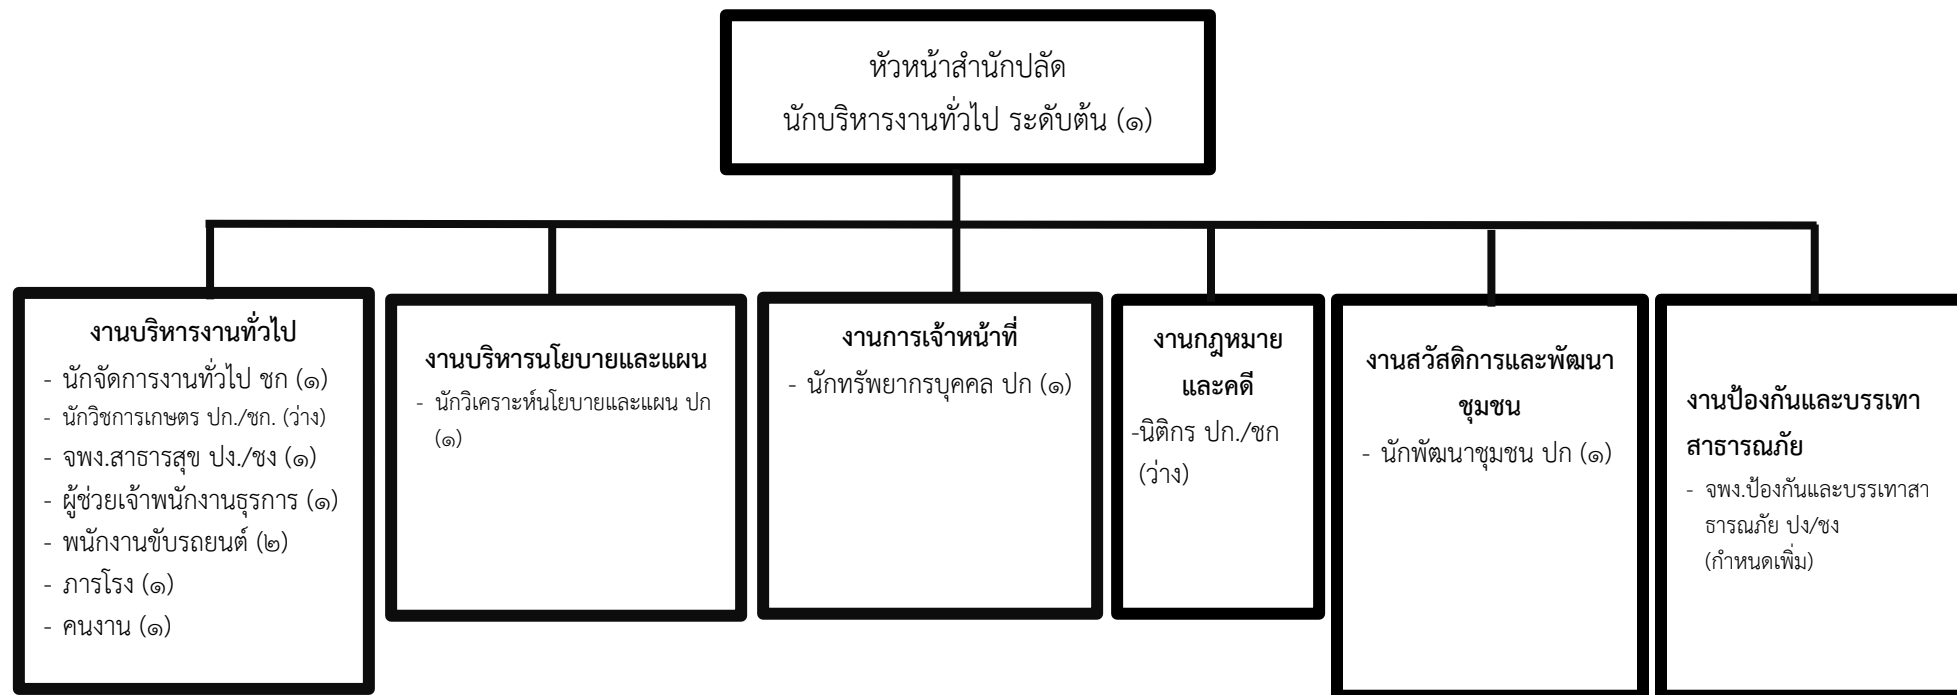 หัวหน้าสำนักปลัด
นักบริหารงานทั่วไป ระดับต้น (๑)
งานบริหารงานทั่วไป
- นักจัดการงานทั่วไป ชก (๑)
- นักวิชการเกษตร ปก./ชก. (ว่าง)
- จพง.สาธารสุข ปง./ชง (๑)
- ผู้ช่วยเจ้าพนักงานธุรการ (๑)
- พนักงานขับรถยนต์ (๒)
- ภารโรง (๑)
- คนงาน (๑)
งานบริหารนโยบายและแผน
- นักวิเคราะห์นโยบายและแผน ปก
(๑)
งานการเจ้าหน้าที่
- นักทรัพยากรบุคคล ปก (๑)
งานกฎหมาย
และคดี
-นิติกร ปก./ชก
(ว่าง)
งานสวัสดิการและพัฒนา
ชุมชน
- นักพัฒนาชุมชน ปก (๑)
งานป้องกันและบรรเทา
สาธารณภัย
- จพง.ป้องกันและบรรเทาสา
ธารณภัย ปง/ชง
(กำหนดเพิ่ม)